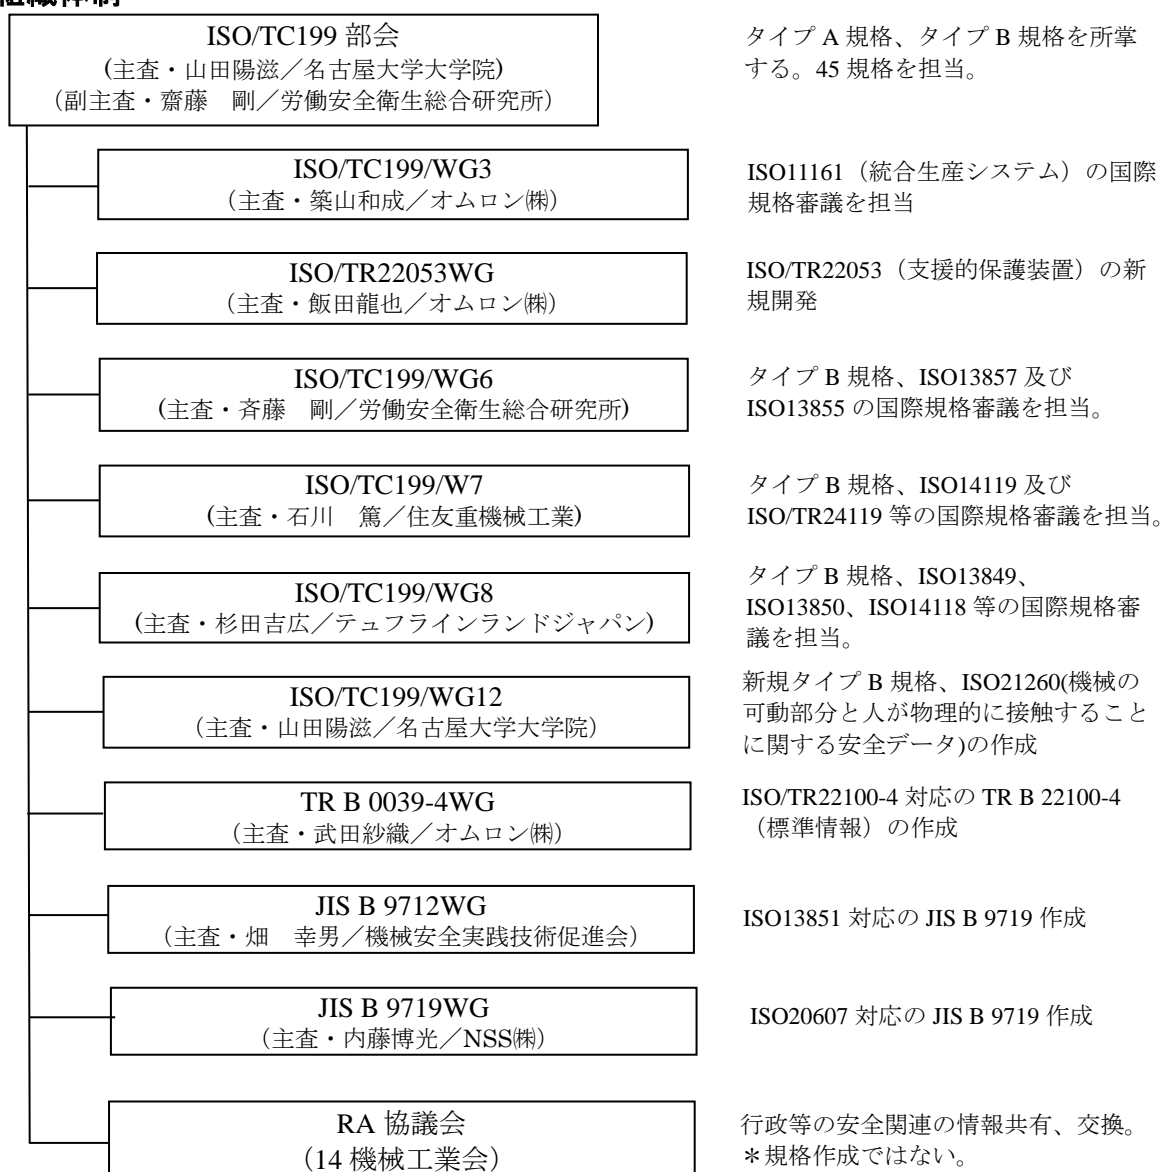 組織体制
ISO/TC199 部会
(主査・山田陽滋／名古屋大学大学院)
(副主査・齋藤　剛／労働安全衛生総合研究所)
タイプ A 規格、タイプ B 規格を所掌
する。45 規格を担当。
ISO/TC199/WG3
（主査・築山和成／オムロン㈱）
ISO11161（統合生産システム）の国際
規格審議を担当
ISO/TR22053WG
（主査・飯田龍也／オムロン㈱）
ISO/TR22053（支援的保護装置）の新
規開発
ISO/TC199/WG6
(主査・斉藤　剛／労働安全衛生総合研究所)
タイプ B 規格、ISO13857 及び
ISO13855 の国際規格審議を担当。
ISO/TC199/W7
(主査・石川　篤／住友重機械工業)
タイプ B 規格、ISO14119 及び
ISO/TR24119 等の国際規格審議を担当。
ISO/TC199/WG8
(主査・杉田吉広／テュフラインランドジャパン)
タイプ B 規格、ISO13849、
ISO13850、ISO14118 等の国際規格審
議を担当。
ISO/TC199/WG12
（主査・山田陽滋／名古屋大学大学院）
新規タイプ B 規格、ISO21260(機械の
可動部分と人が物理的に接触すること
に関する安全データ)の作成
TR B 0039-4WG
（主査・武田紗織／オムロン㈱）
ISO/TR22100-4 対応の TR B 22100-4
（標準情報）の作成
JIS B 9712WG
（主査・畑　幸男／機械安全実践技術促進会）
ISO13851 対応の JIS B 9719 作成
JIS B 9719WG
（主査・内藤博光／NSS㈱）
ISO20607 対応の JIS B 9719 作成
RA 協議会
（14 機械工業会）
行政等の安全関連の情報共有、交換。
＊規格作成ではない。